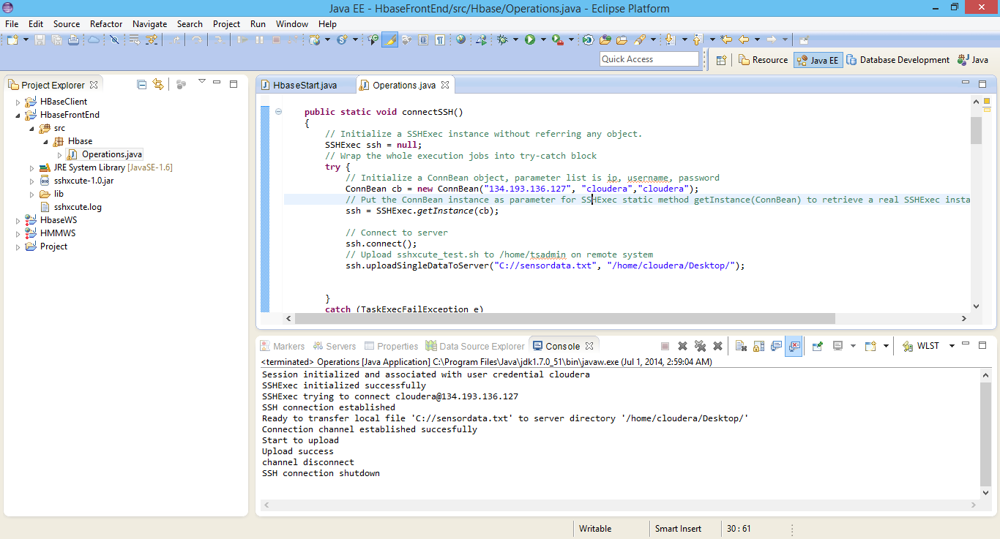 Java EE - HbaseFrontEnd/src/Hbase/Operations.java - Eclipse Platform
File Edit Source Refactor Navigate Search Project Run Window Help
Quick Access
Resource Java EE Database Development Java
Project Explorer
HBaseClient
HbaseFrontEnd
src
Hbase
Operations.java
JRE System Library [JavaSE-1.6]
sshxcute-1.0.jar
lib
sshxcute.log
HbaseWS
HMMWS
Project
HbaseStart.java Operations.java
public static void connectSSH()
{
// Initialize a SSHExec instance without referring any object.
SSHExec ssh = null;
// Wrap the whole execution jobs into try-catch block
try {
// Initialize a ConnBean object, parameter list is ip, username, password
ConnBean cb = new ConnBean("134.193.136.127", "cloudera","cloudera");
// Put the ConnBean instance as parameter for SSHExec static method getInstance(ConnBean) to retrieve a real SSHExec insta
ssh = SSHExec.getInstance(cb);
// Connect to server
ssh.connect();
// Upload sshxcute_test.sh to /home/tsadmin on remote system
ssh.uploadSingleDataToServer("C://sensordata.txt", "/home/cloudera/Desktop/");
}
catch (TaskExecFailException e)
Markers Servers Properties Data Source Explorer Console
WLST
<terminated> Operations [Java Application] C:\Program Files\Java\jdk1.7.0_51\bin\javaw.exe (Jul 1, 2014, 2:59:04 AM)
Session initialized and associated with user credential cloudera
SSHExec initialized successfully
SSHExec trying to connect cloudera@134.193.136.127
SSH connection established
Ready to transfer local file 'C://sensordata.txt' to server directory '/home/cloudera/Desktop/'
Connection channel established succesfully
Start to upload
Upload success
channel disconnect
SSH connection shutdown
Writable Smart Insert 30 : 61